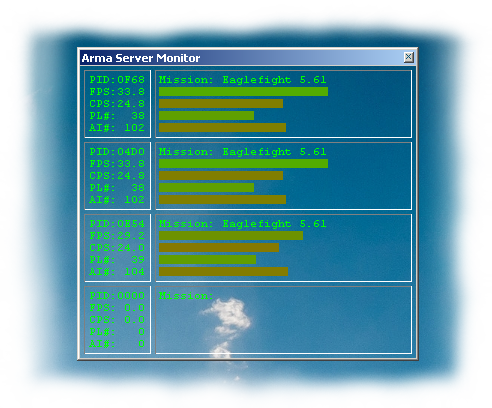 Arma Server Monitor
PID:0F68 Mission: Eaglefight 5.61
FPS:33.8
CPS:24.8
PL#: 38
AI#: 102
PID:04D0 Mission: Eaglefight 5.61
FPS:33.8
CPS:24.8
PL#: 38
AI#: 102
PID:0E54 Mission: Eaglefight 5.61
FPS:29.2
CPS:24.0
PL#: 39
AI#: 104
PID:0000 Mission:
FPS: 0.0
CPS: 0.0
PL#: 0
AI#: 0